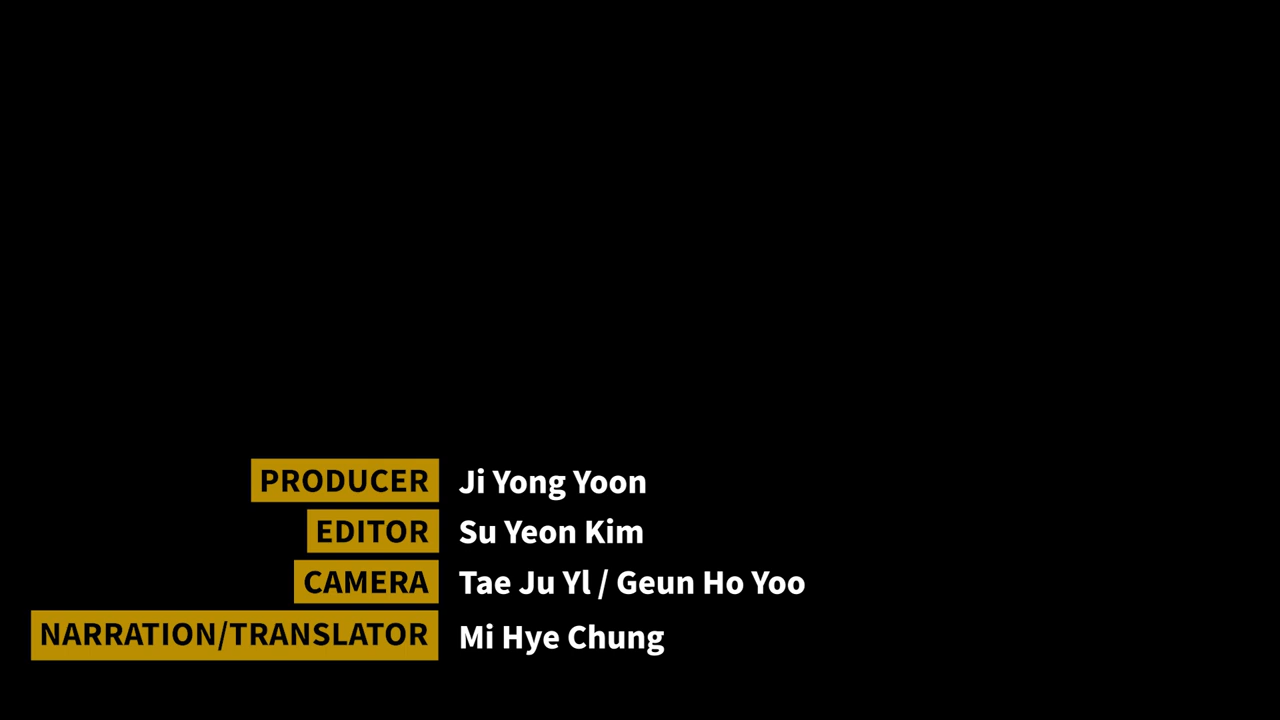 PRODUCER Ji Yong Yoon
EDITOR Su Yeon Kim
CAMERA Tae Ju Yl / Geun Ho Yoo
NARRATION/TRANSLATOR Mi Hye Chung